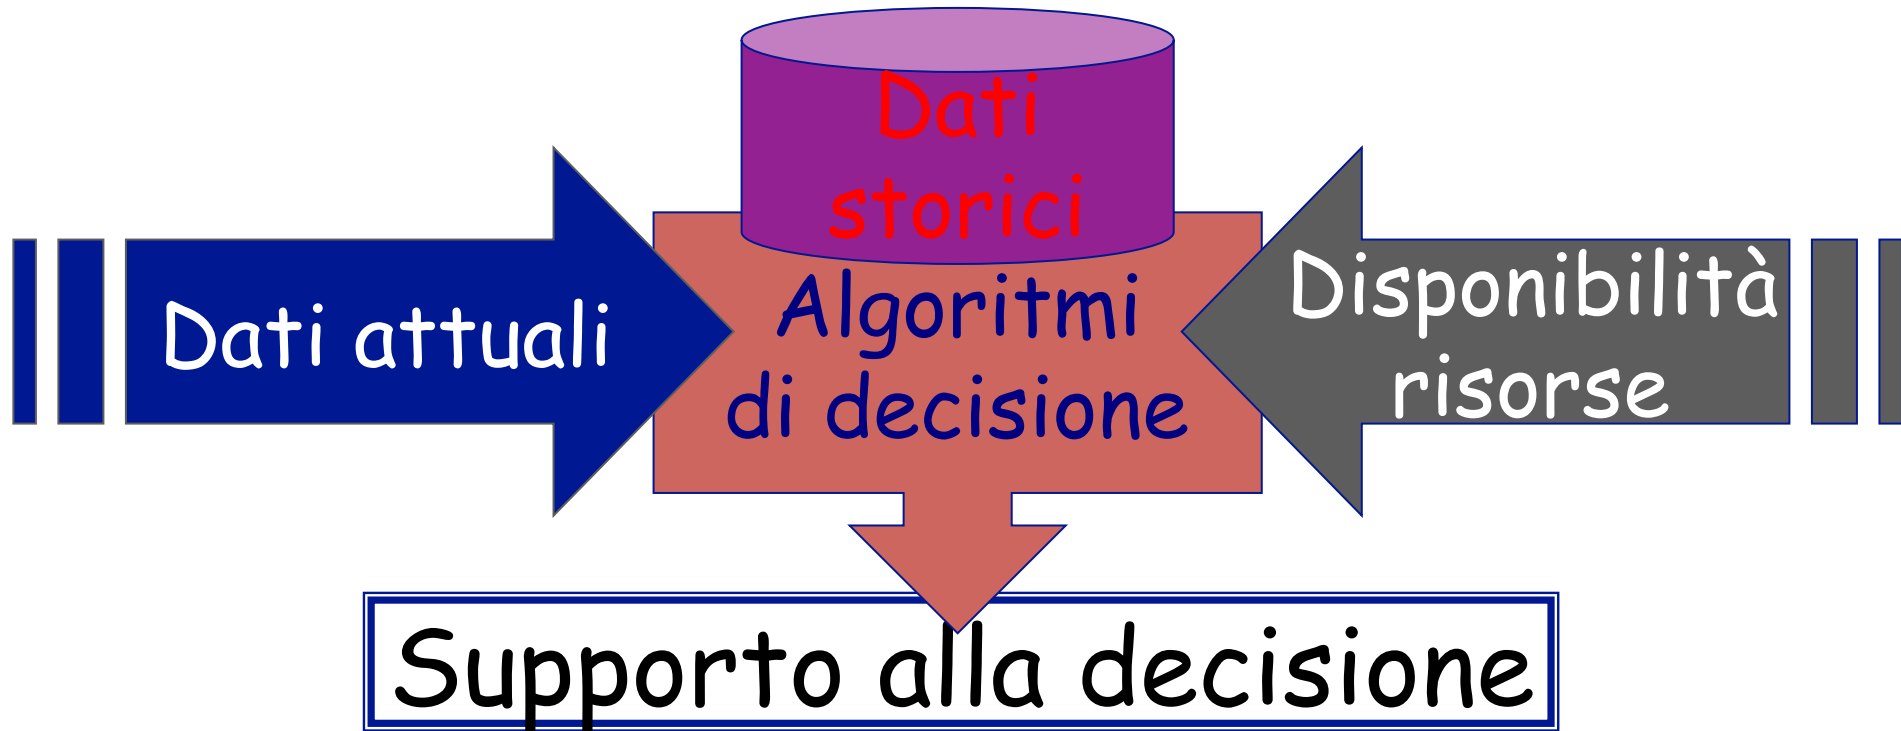 Dati
storici
Dati attuali
Algoritmi
di decisione
Disponibilità
risorse
Supporto alla decisione